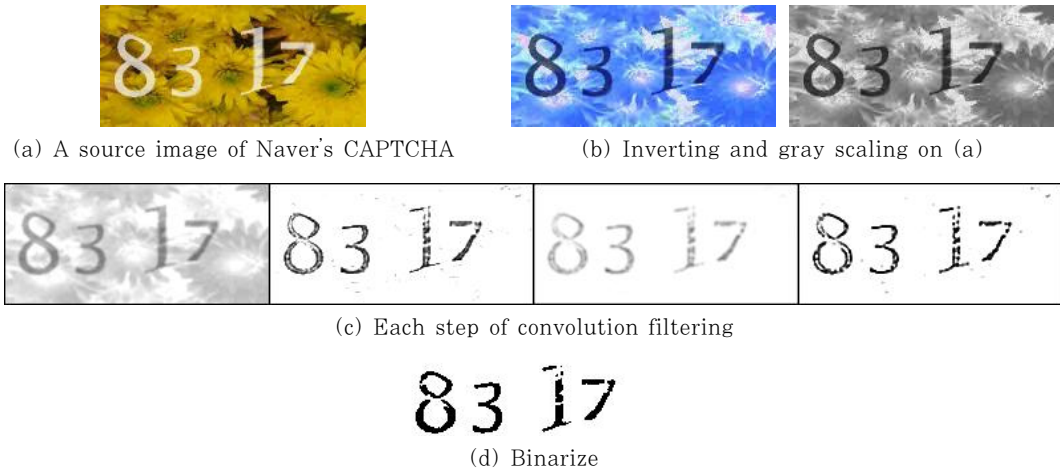 83 17
83 17
83 17
(a) A source image of Naver's CAPTCHA
(b) Inverting and gray scaling on (a)
83 17
83 17
83 17
83 17
(c) Each step of convolution filtering
83 17
(d) Binarize